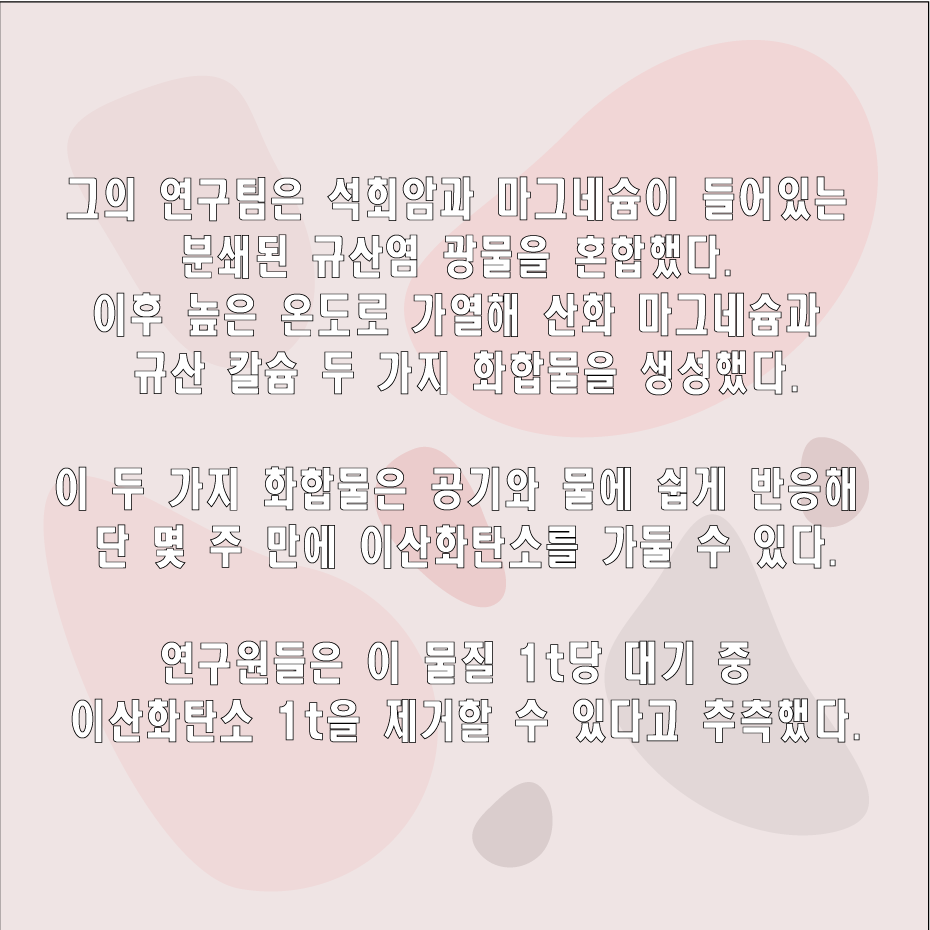 그의 연구팀은 석회암과 마그네슘이 들어있는
분쇄된 규산염 광물을 혼합했다.
이후 높은 온도로 가열해 산화 마그네슘과
규산 칼슘 두 가지 화합물을 생성했다.
이 두 가지 화합물은 공기와 물에 쉽게 반응해
단 몇 주 만에 이산화탄소를 가둘 수 있다.
연구원들은 이 물질 1t당 대기 중
이산화탄소 1t을 제거할 수 있다고 추측했다.